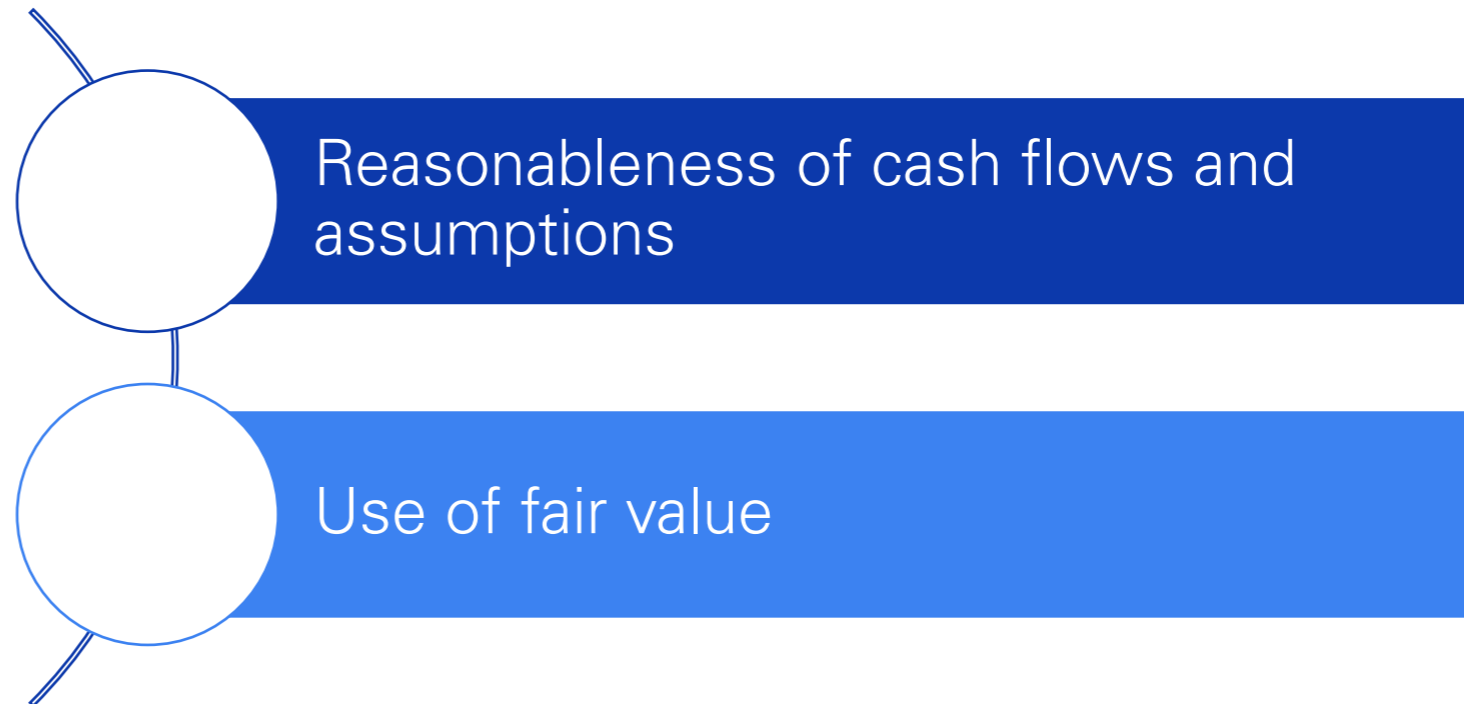 Reasonableness of cash flows and
assumptions
Use of fair value